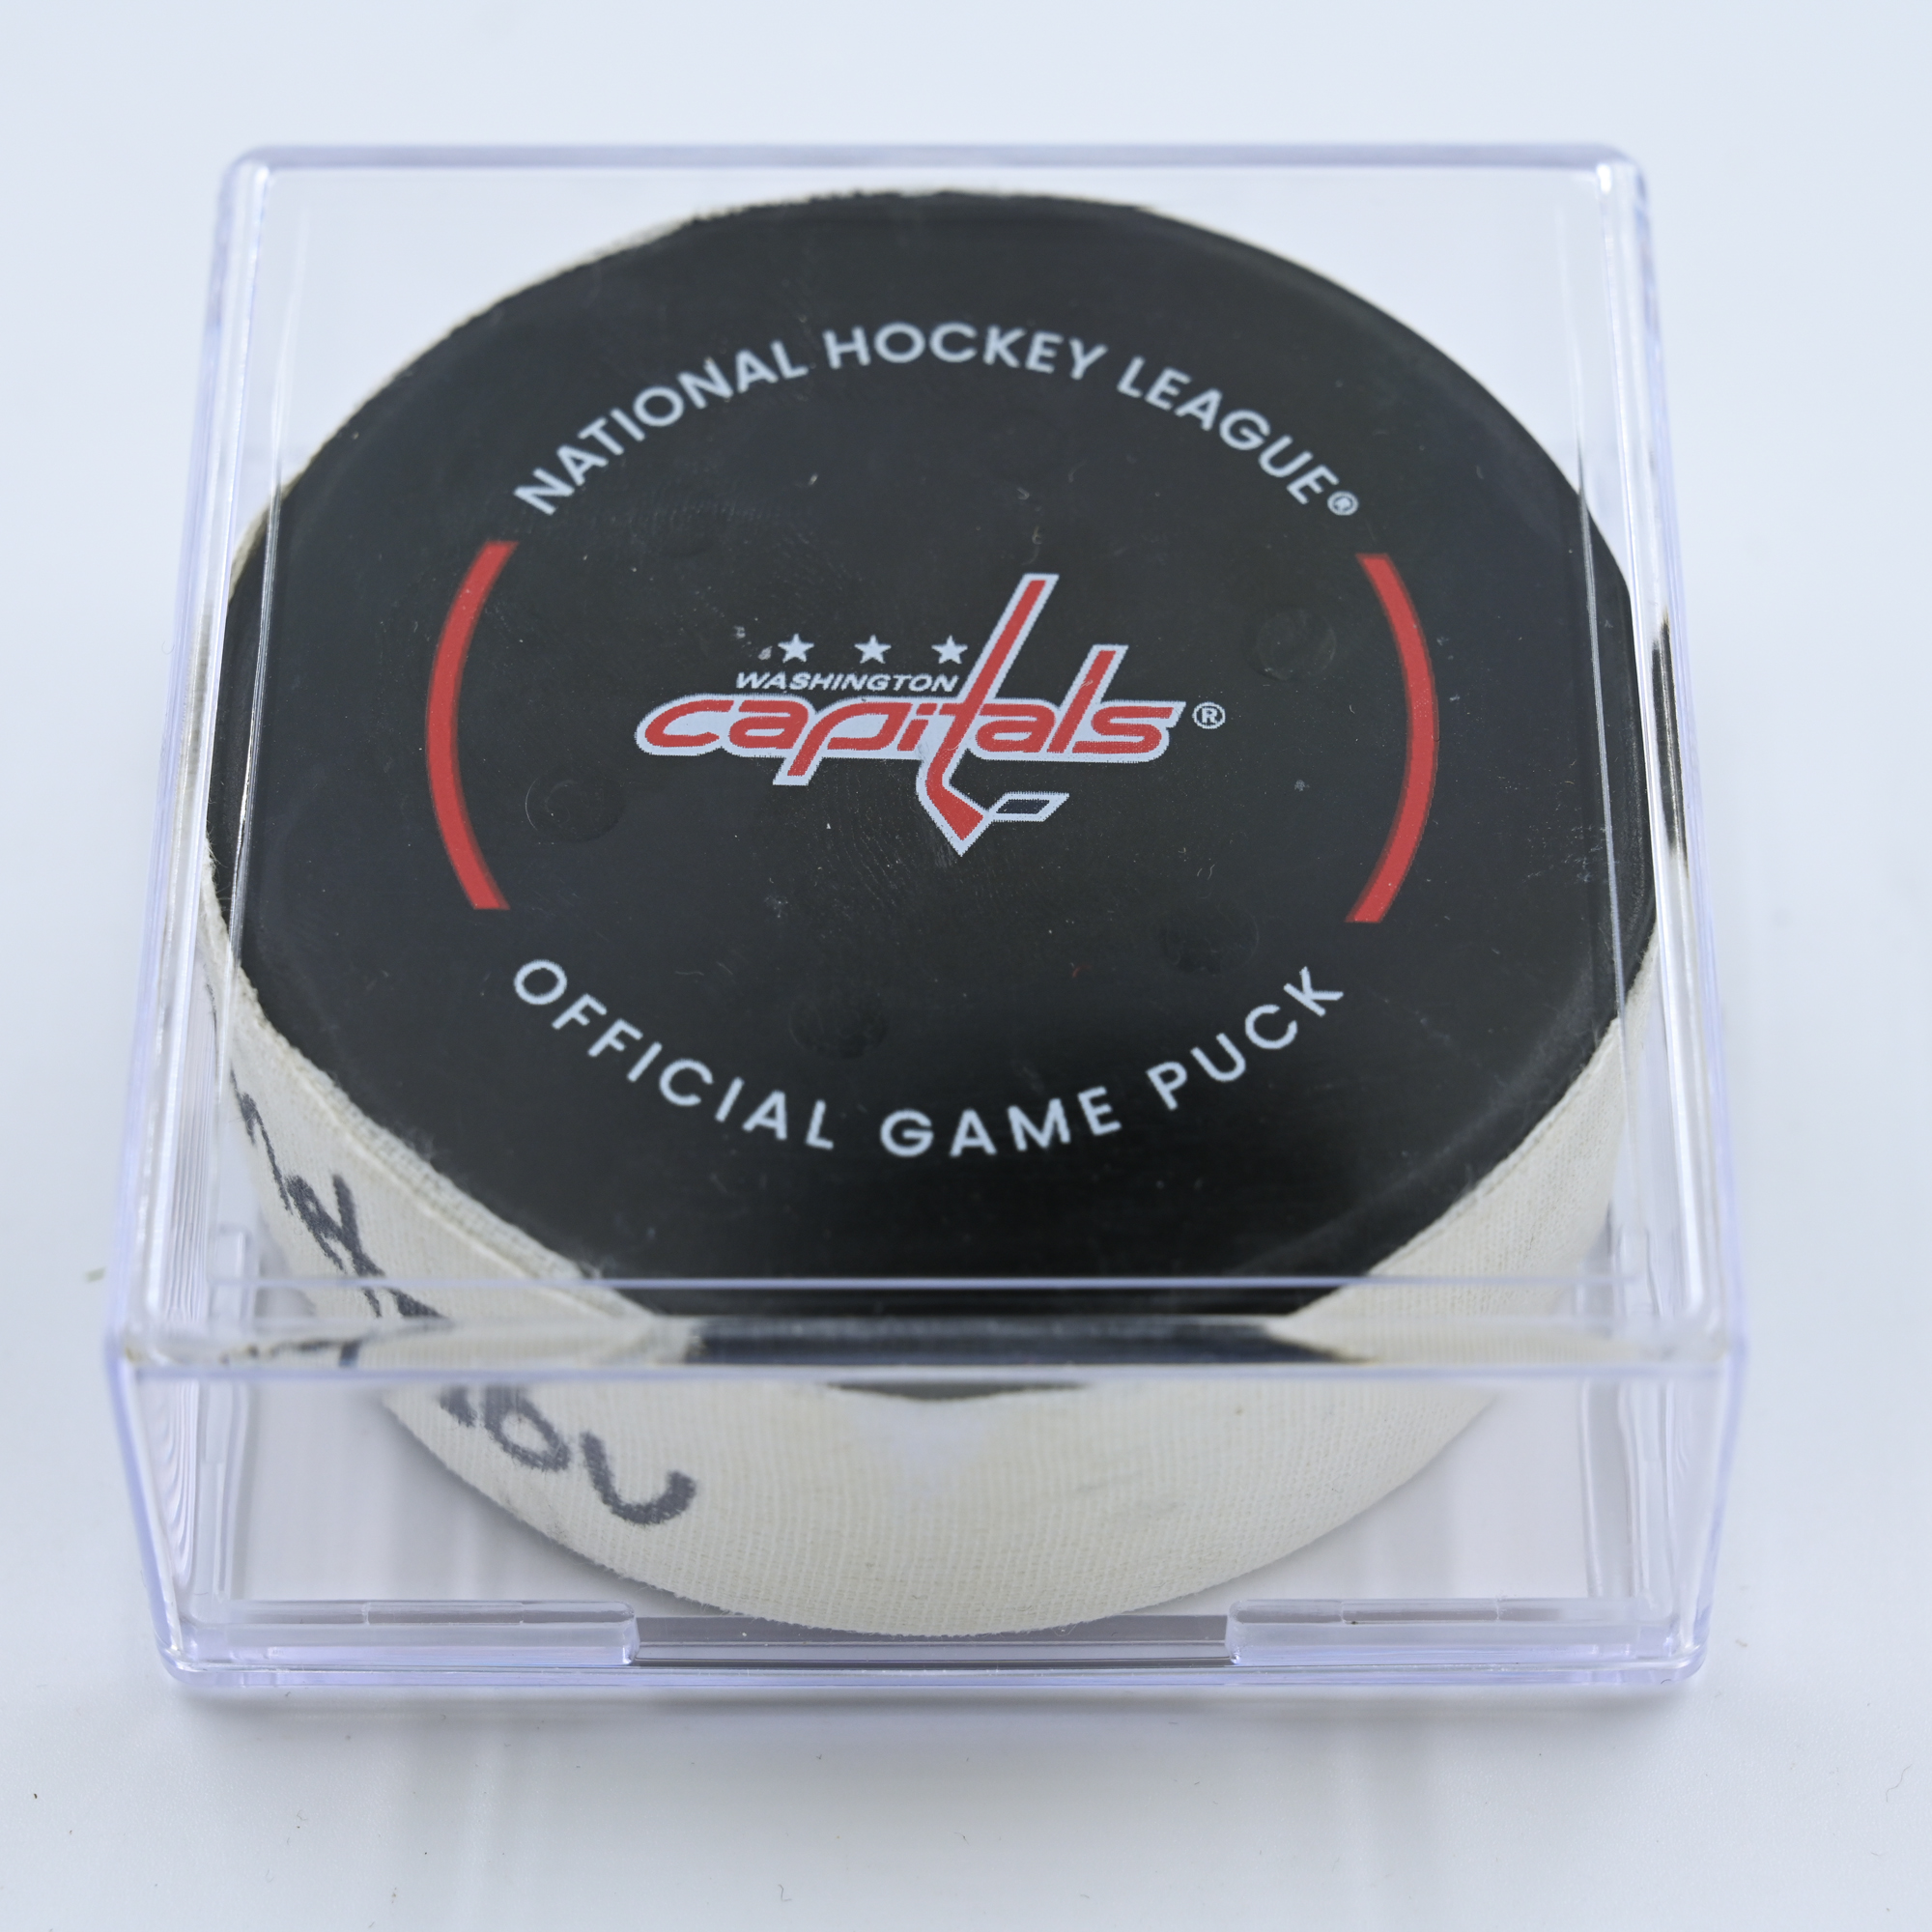 NATIONAL HOCKEY LEAGUE®
WASHINGTON
capitals®
OFFICIAL GAME PUCK